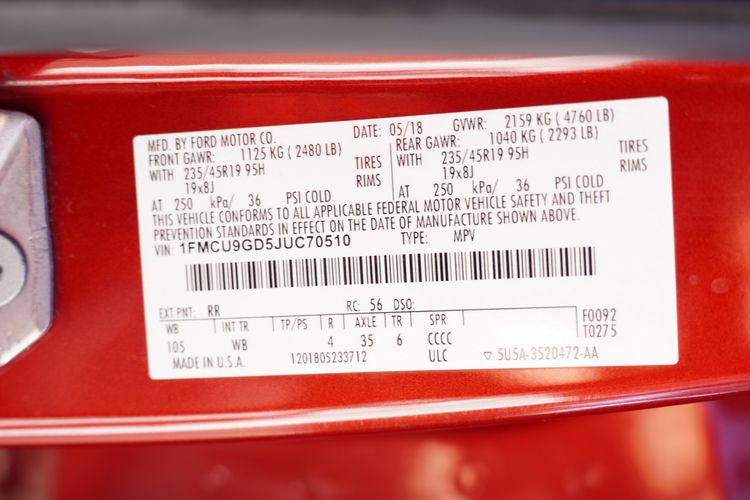 MFD. BY FORD MOTOR CO. DATE: 05/18 GVWR: 2159 KG ( 4760 LB)
FRONT GAWR: 1125 KG ( 2480 LB) REAR GAWR: 1040 KG ( 2293 LB)
WITH 235/45R19 95H TIRES WITH 235/45R19 95H TIRES
19x8J RIMS 19x8J RIMS
AT 250 kPa/ 36 PSI COLD AT 250 kPa/ 36 PSI COLD
THIS VEHICLE CONFORMS TO ALL APPLICABLE FEDERAL MOTOR VEHICLE SAFETY AND THEFT
PREVENTION STANDARDS IN EFFECT ON THE DATE OF MANUFACTURE SHOWN ABOVE.
VIN: 1FMCU9GD5JUC70510 TYPE: MPV
EXT PNT: RR RC: 56 DSO: F0092
WB INT TR TP/PS R AXLE TR SPR T0275
105 WB 4 35 6 CCCC
MADE IN U.S.A. 1201805233712 ULC ▽ 5U5A-3520472-AA